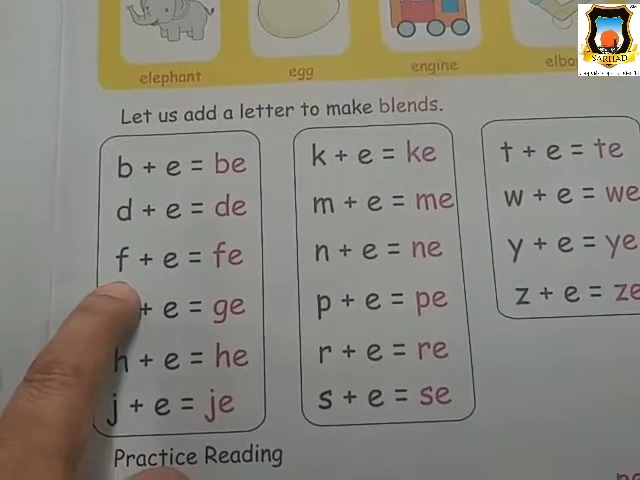 elephant
egg
engine
SARHAD
Let us add a letter to make blends.
b + e = be
d + e = de
f + e = fe
+ e = ge
h + e = he
j + e = je
k + e = ke
m + e = me
n + e = ne
p + e = pe
r + e = re
s + e = se
t + e = te
w + e = we
y + e = ye
z + e = ze
Practice Reading